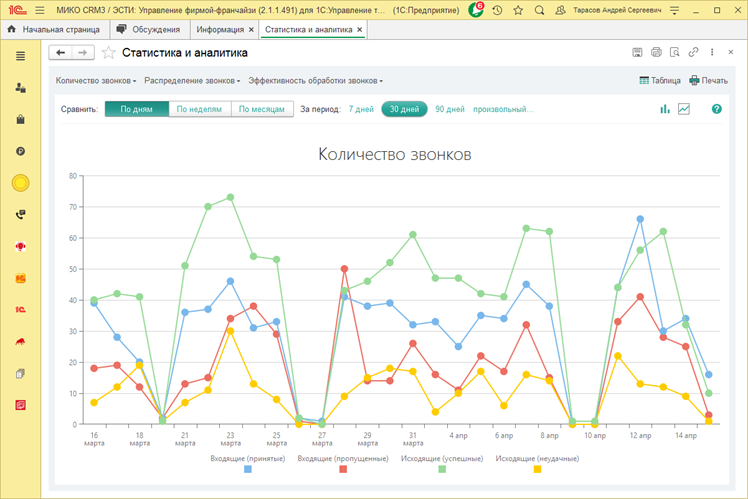 1С МИКО CRM3 / ЭСТИ: Управление фирмой-франчайзи (2.1.1.491) для 1С:Управление т... (1С:Предприятие) 6 Тарасов Андрей Сергеевич
Начальная страница Обсуждения Информация × Статистика и аналитика ×
Статистика и аналитика
Количество звонков Распределение звонков Эффективность обработки звонков Таблица Печать
Сравнить: По дням По неделям По месяцам За период: 7 дней 30 дней 90 дней произвольный... ?
Количество звонков
80
70
60
50
40
30
20
10
0
16 марта 18 марта 21 марта 23 марта 25 марта 27 марта 29 марта 31 марта 4 апр 6 апр 8 апр 10 апр 12 апр 14 апр
Входящие (принятые) Входящие (пропущенные) Исходящие (успешные) Исходящие (неудачные)
1С